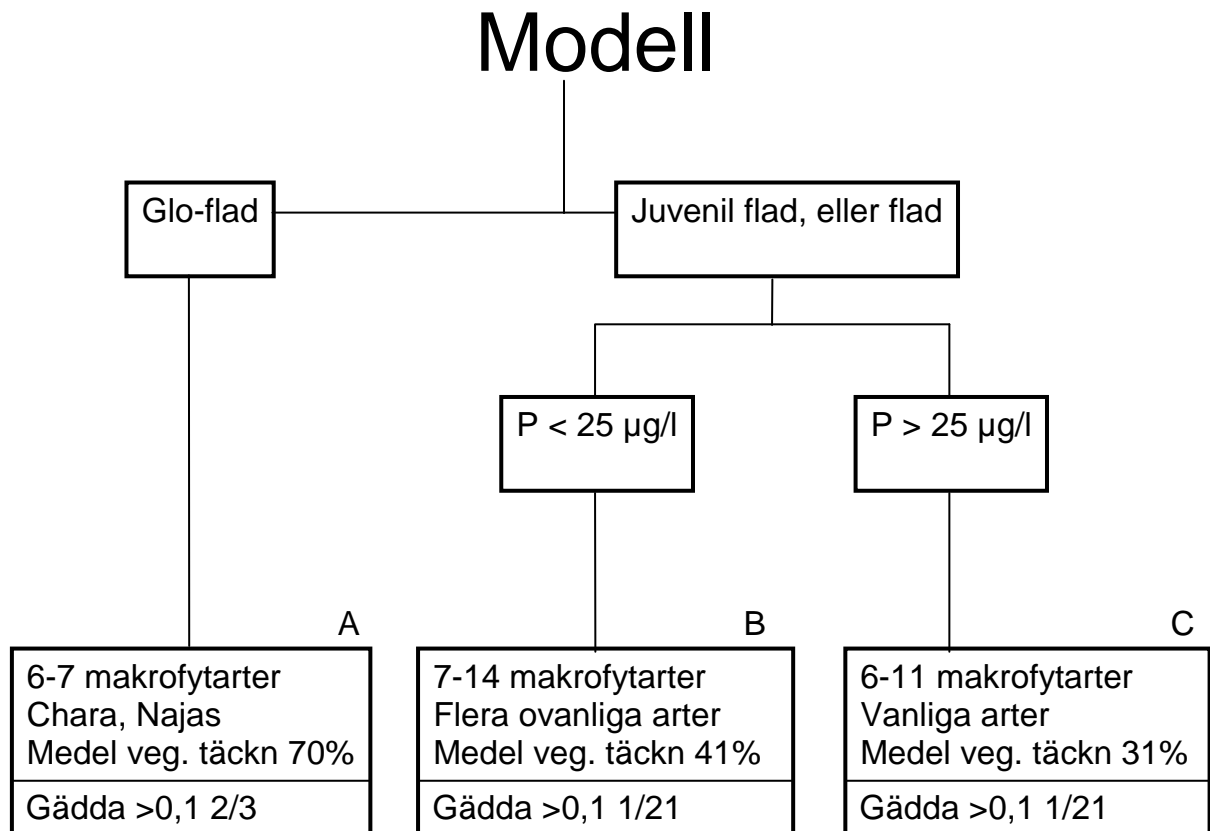 Modell
Glo-flad
Juvenil flad, eller flad
P < 25 µg/l
P > 25 µg/l
A
6-7 makrofytarter
Chara, Najas
Medel veg. täckn 70%
Gädda >0,1 2/3
B
7-14 makrofytarter
Flera ovanliga arter
Medel veg. täckn 41%
Gädda >0,1 1/21
C
6-11 makrofytarter
Vanliga arter
Medel veg. täckn 31%
Gädda >0,1 1/21